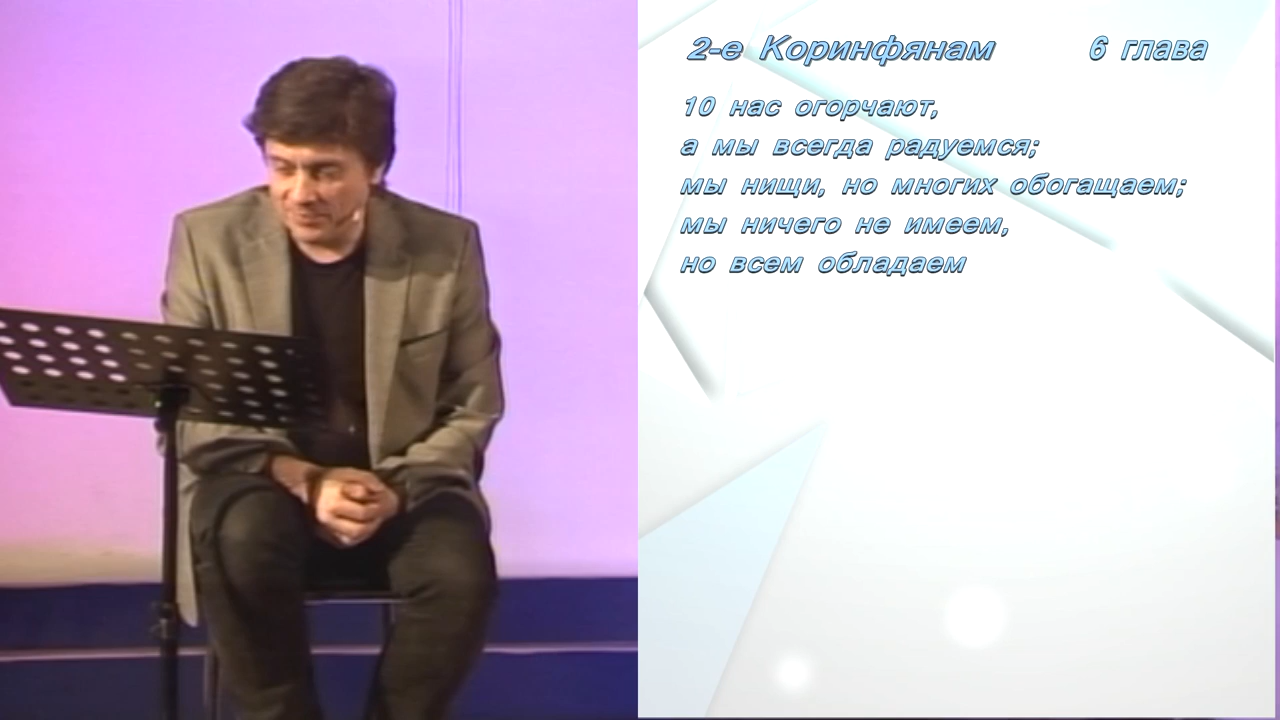 2-е Коринфянам 6 глава
10 нас огорчают,
а мы всегда радуемся;
мы нищи, но многих обогащаем;
мы ничего не имеем,
но всем обладаем